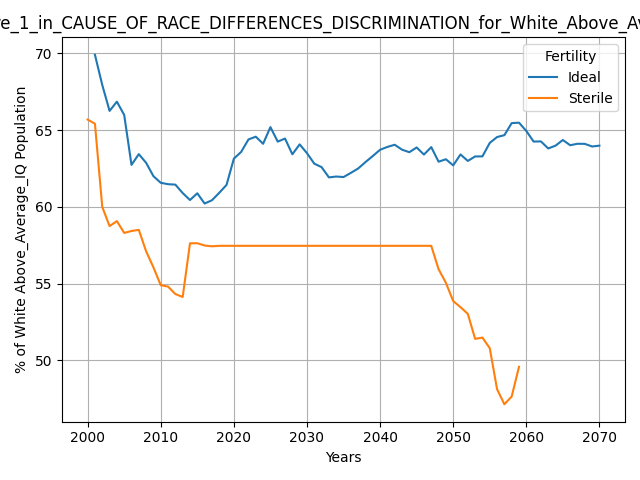 re_1_in_CAUSE_OF_RACE_DIFFERENCES_DISCRIMINATION_for_White_Above_Av
% of White Above_Average_IQ Population
70
65
60
55
50
Fertility
Ideal
Sterile
2000 2010 2020 2030 2040 2050 2060 2070
Years